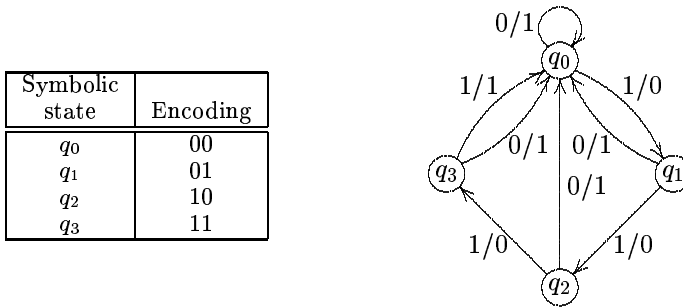 Symbolic
state Encoding
q₀ 00
q₁ 01
q₂ 10
q₃ 11
0/1
q₀
1/1 1/0
0/1 0/1
q₃ q₁
0/1
1/0 1/0
q₂